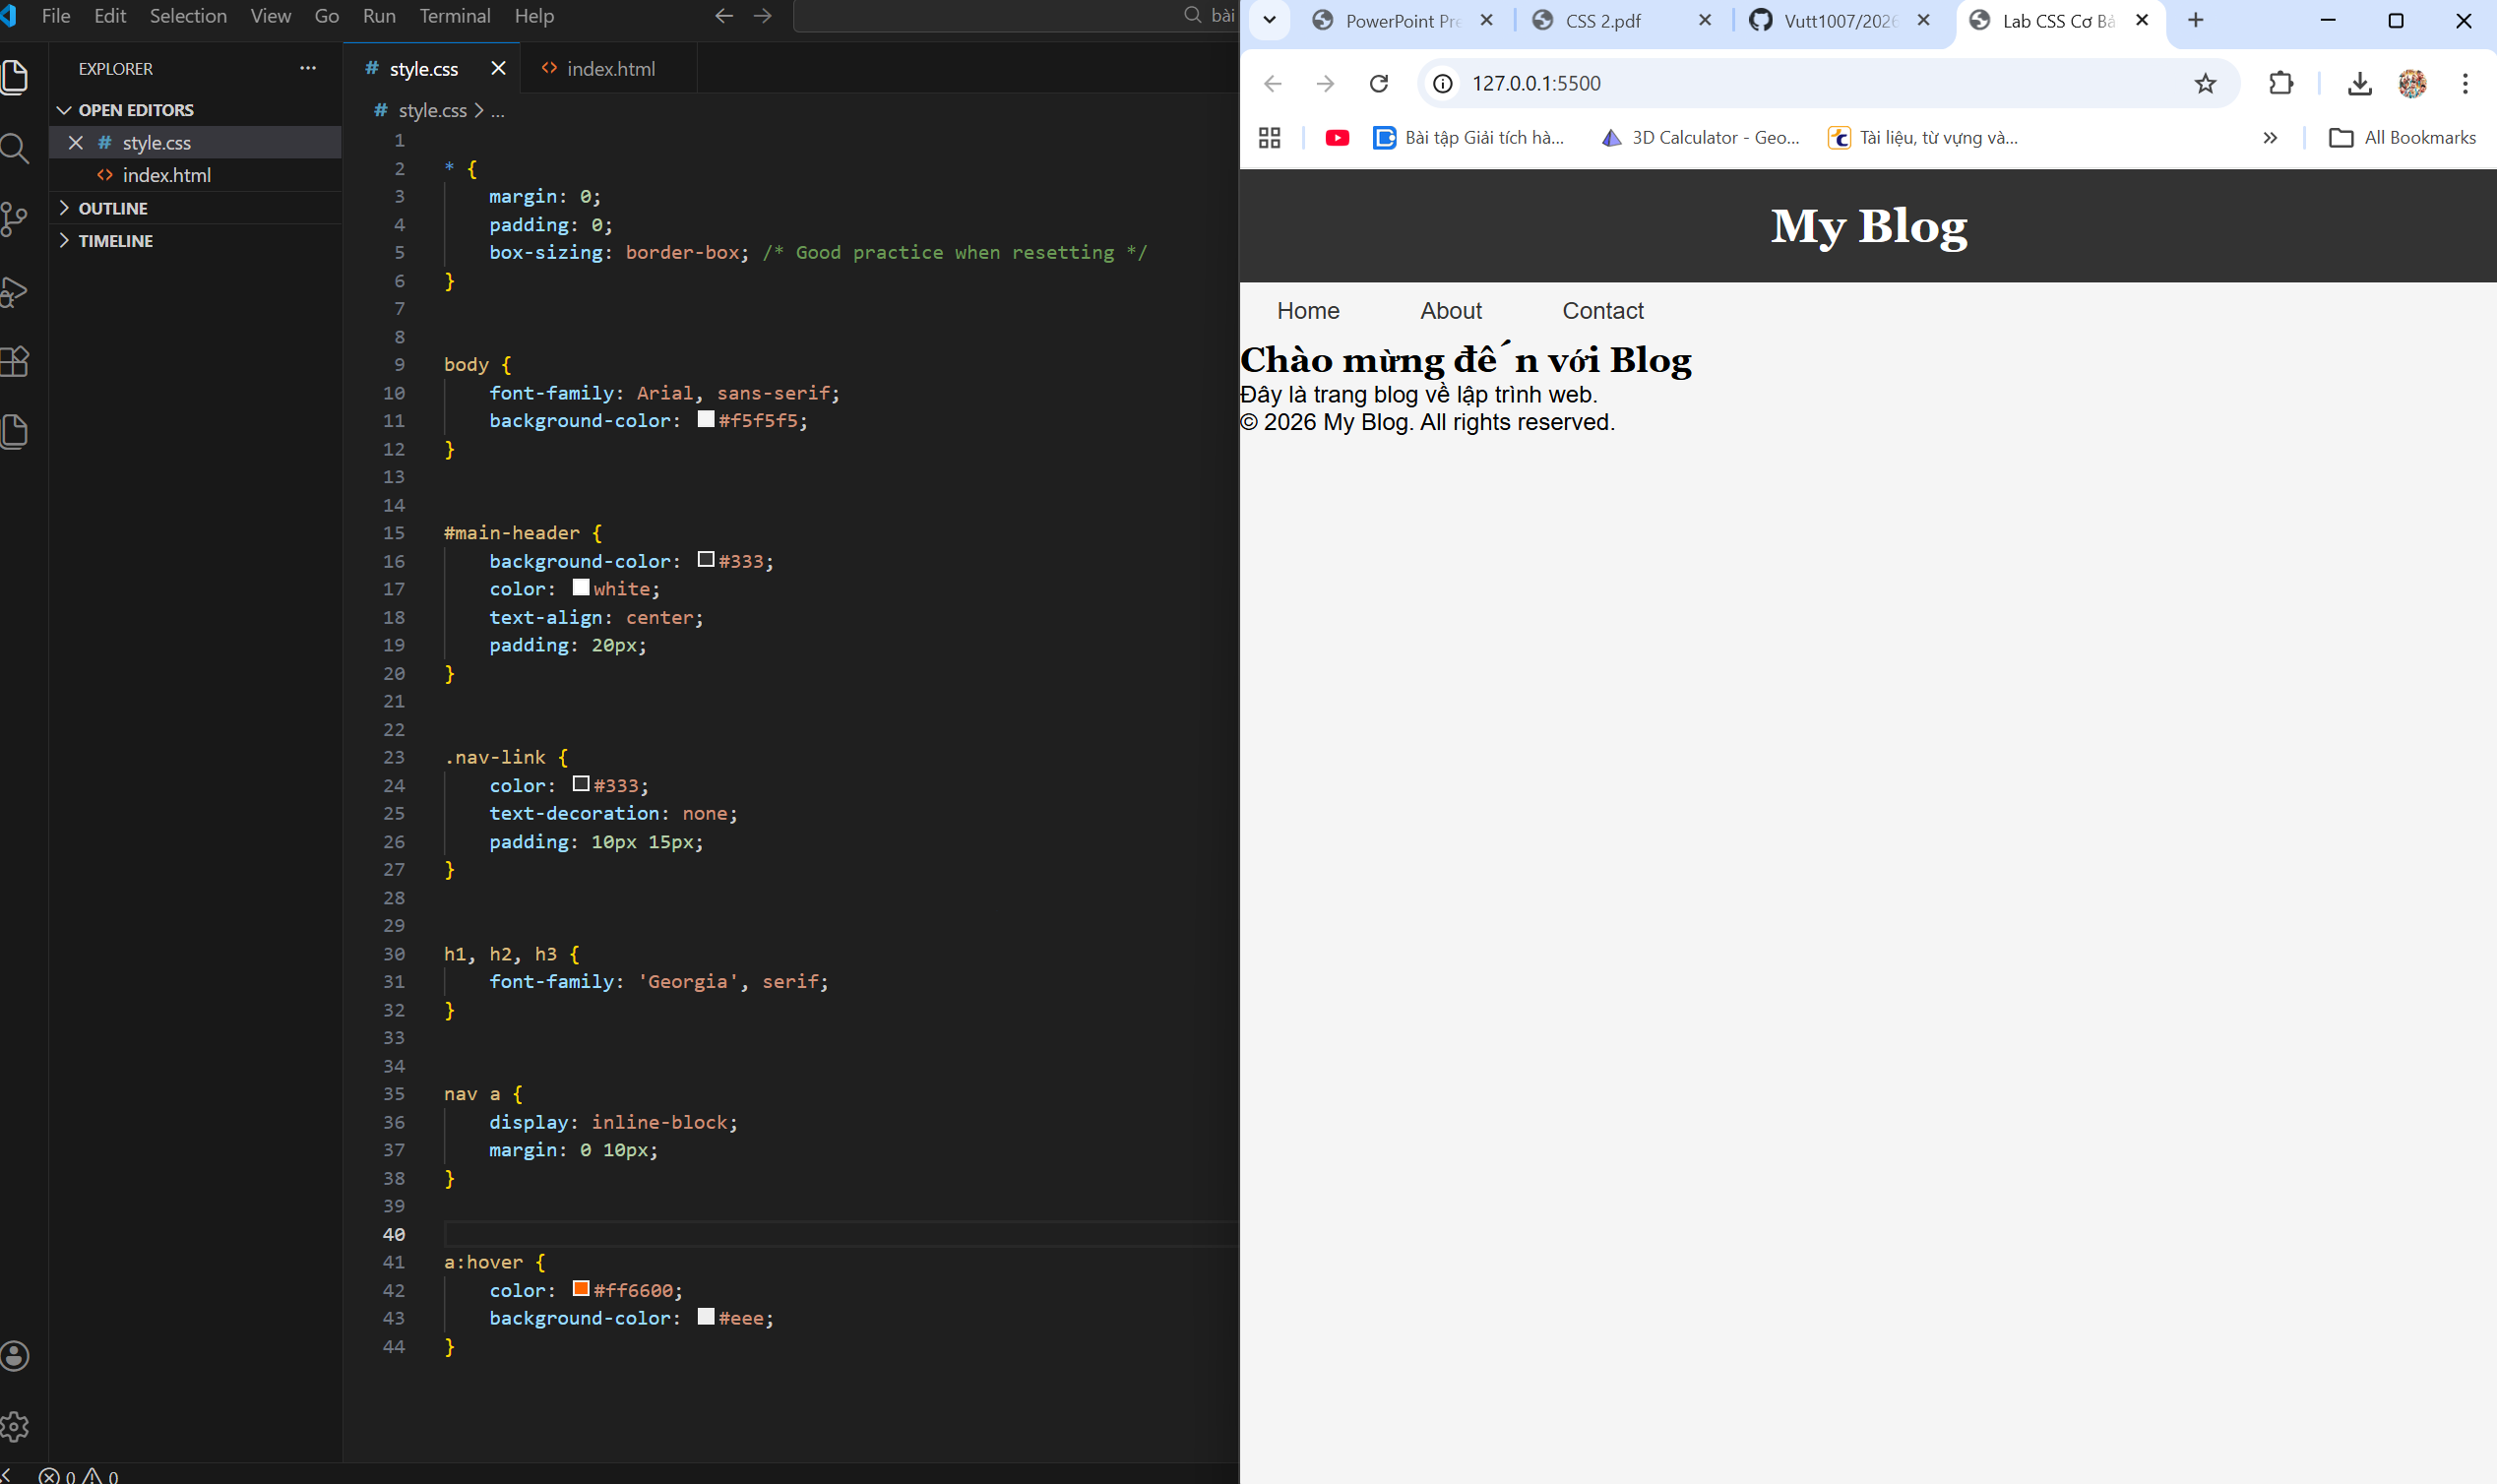 File Edit Selection View Go Run Terminal Help
bài
EXPLORER
OPEN EDITORS
# style.css
<> index.html
OUTLINE
TIMELINE
# style.css
<> index.html
# style.css > ...
1
2 * {
3 margin: 0;
4 padding: 0;
5 box-sizing: border-box; /* Good practice when resetting */
6 }
7
8
9 body {
10 font-family: Arial, sans-serif;
11 background-color: #f5f5f5;
12 }
13
14
15 #main-header {
16 background-color: #333;
17 color: white;
18 text-align: center;
19 padding: 20px;
20 }
21
22
23 .nav-link {
24 color: #333;
25 text-decoration: none;
26 padding: 10px 15px;
27 }
28
29
30 h1, h2, h3 {
31 font-family: 'Georgia', serif;
32 }
33
34
35 nav a {
36 display: inline-block;
37 margin: 0 10px;
38 }
39
40
41 a:hover {
42 color: #ff6600;
43 background-color: #eee;
44 }
0 0
PowerPoint Pre
CSS 2.pdf
Vutt1007/2026
Lab CSS Cơ Bả
127.0.0.1:5500
Bài tập Giải tích hà...
3D Calculator - Geo...
Tài liệu, từ vựng và...
All Bookmarks
My Blog
Home About Contact
Chào mừng đến với Blog
Đây là trang blog về lập trình web.
© 2026 My Blog. All rights reserved.